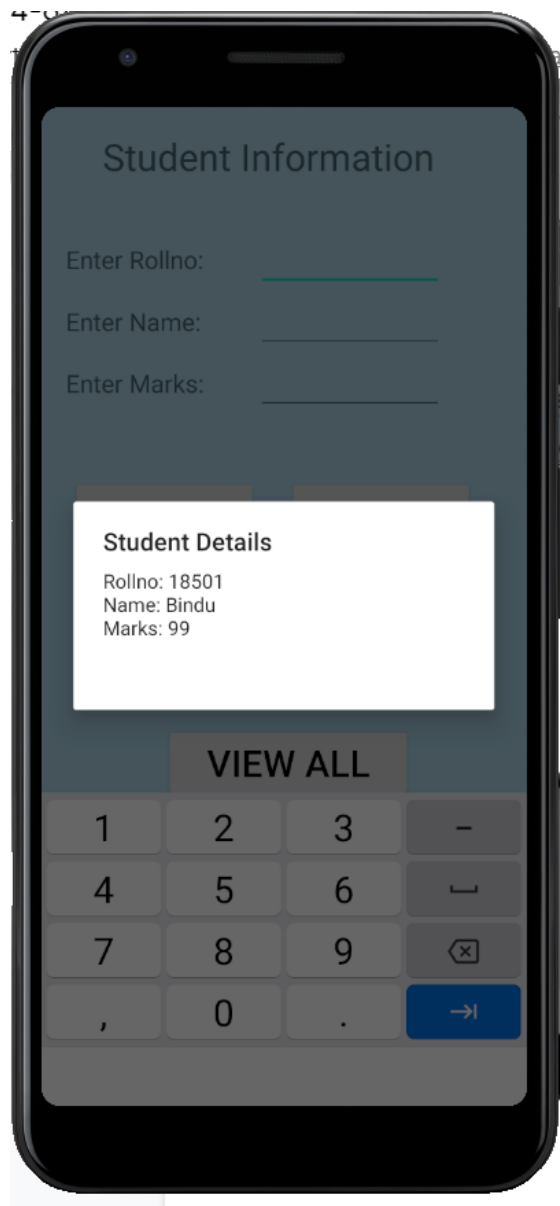 Student Information
Enter Rollno:
Enter Name:
Enter Marks:
Student Details
Rollno: 18501
Name: Bindu
Marks: 99
VIEW ALL
1 2 3 -
4 5 6
7 8 9
, 0 .